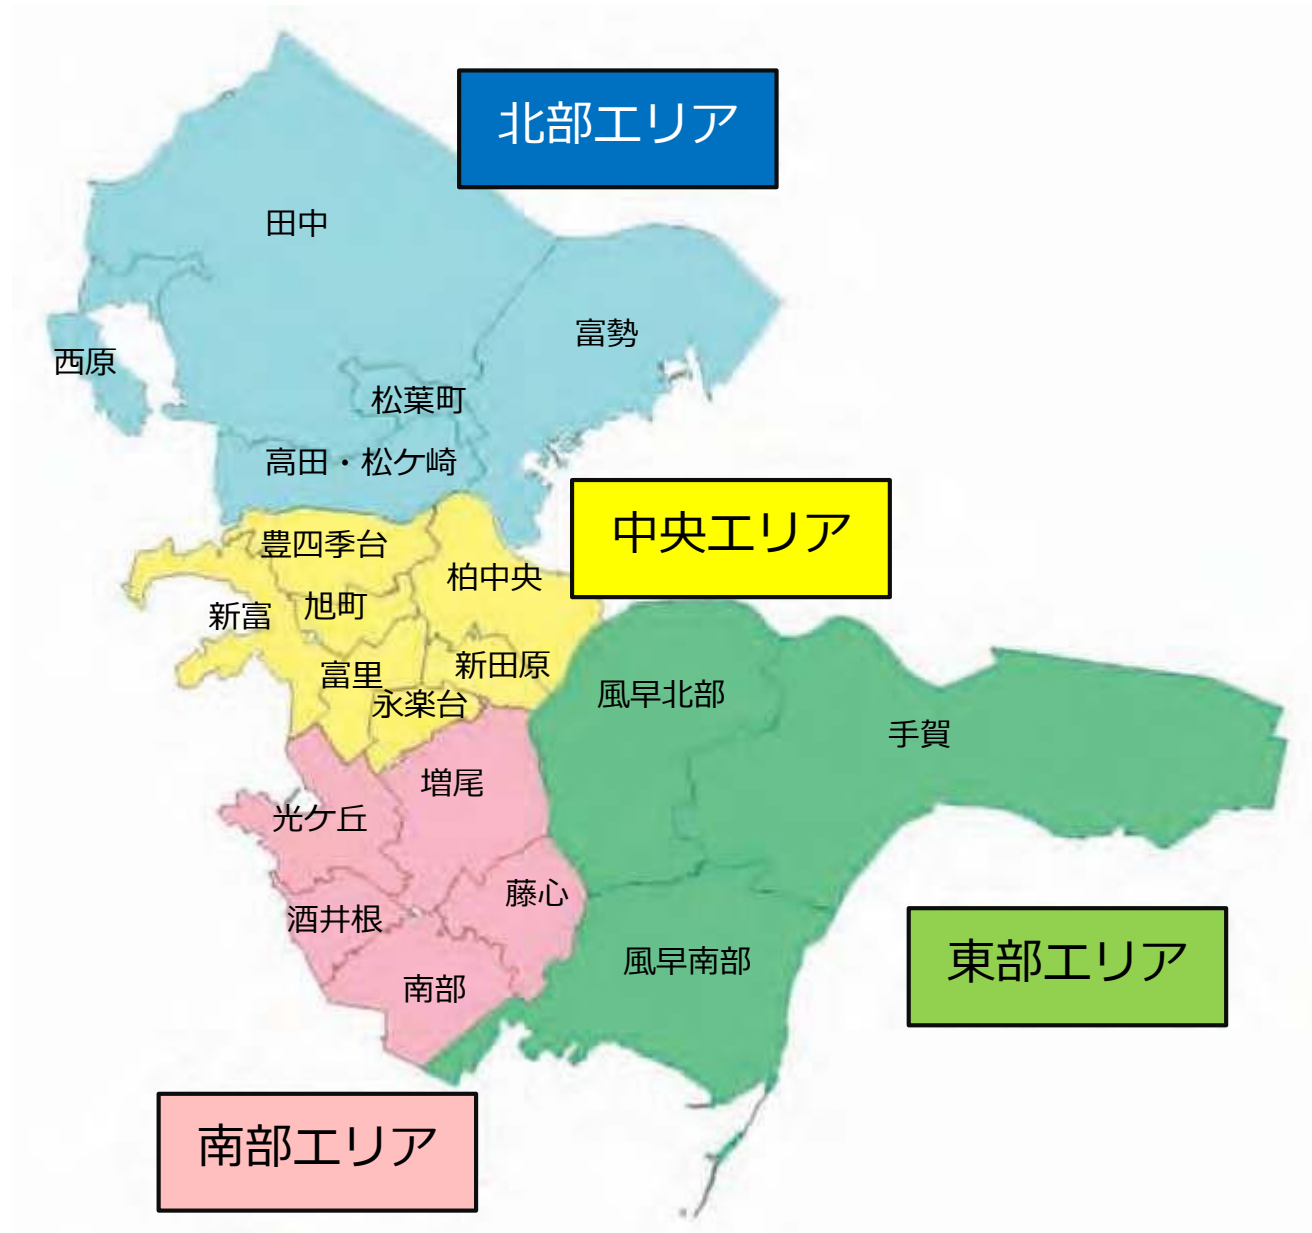 北部エリア
田中
富勢
西原
松葉町
高田・松ケ崎
中央エリア
豊四季台
柏中央
旭町
新富
新田原
富里
永楽台
風早北部
手賀
増尾
光ケ丘
藤心
酒井根
東部エリア
風早南部
南部
南部エリア